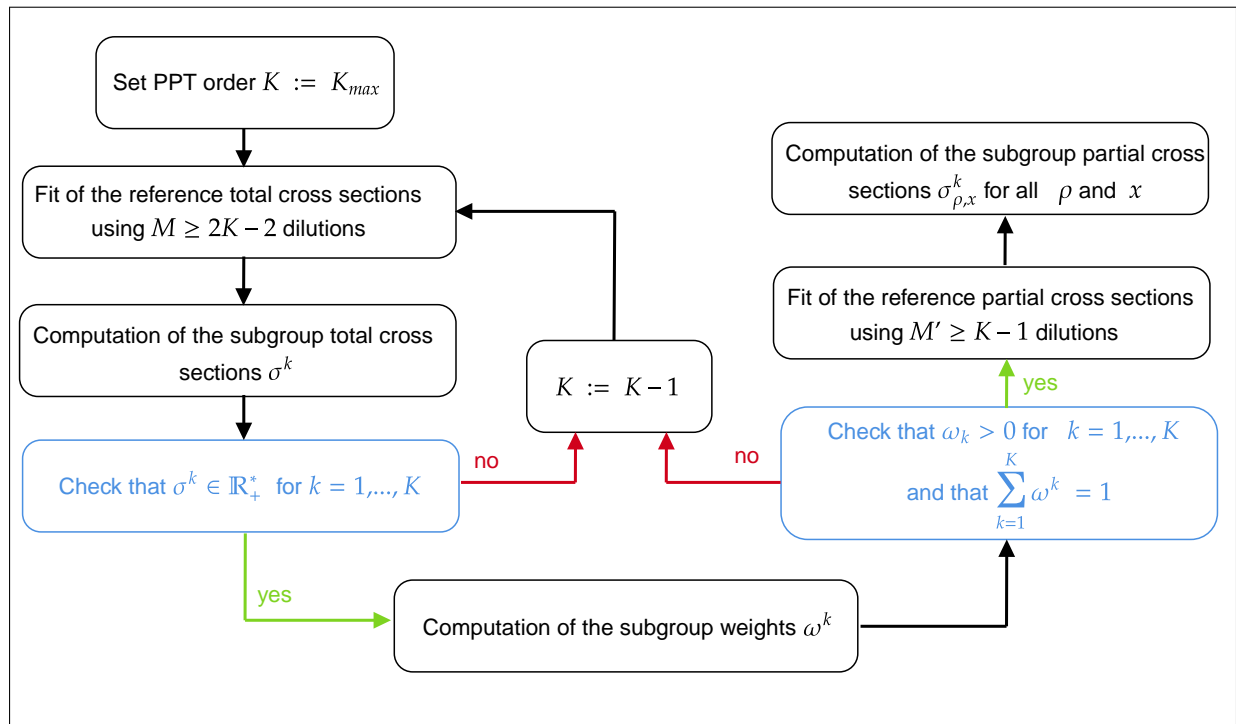 Set PPT order K := K_max
Fit of the reference total cross sections
using M ≥ 2K − 2 dilutions
Computation of the subgroup total cross
sections σ^k
Check that σ^k ∈ ℝ^*_+ for k = 1,..., K
no
yes
K := K − 1
Computation of the subgroup weights ω^k
no
Check that ω_k > 0 for k = 1,..., K
and that ∑_{k=1}^{K} ω^k = 1
yes
Fit of the reference partial cross sections
using M′ ≥ K − 1 dilutions
Computation of the subgroup partial cross
sections σ^k_{ρ,x} for all ρ and x